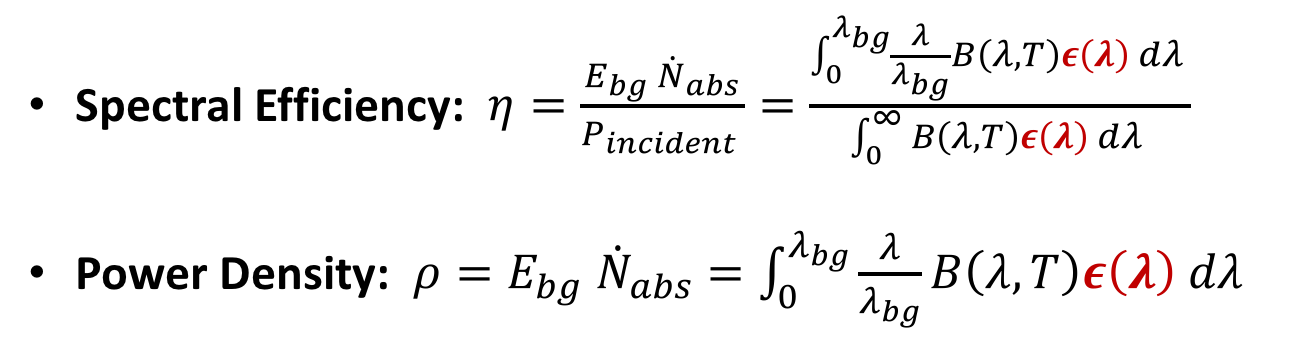 • Spectral Efficiency: η = E_bg Ṅ_abs / P_incident = ∫_0^λ_bg λ/λ_bg B(λ,T)ϵ(λ) dλ / ∫_0^∞ B(λ,T)ϵ(λ) dλ
• Power Density: ρ = E_bg Ṅ_abs = ∫_0^λ_bg λ/λ_bg B(λ,T)ϵ(λ) dλ